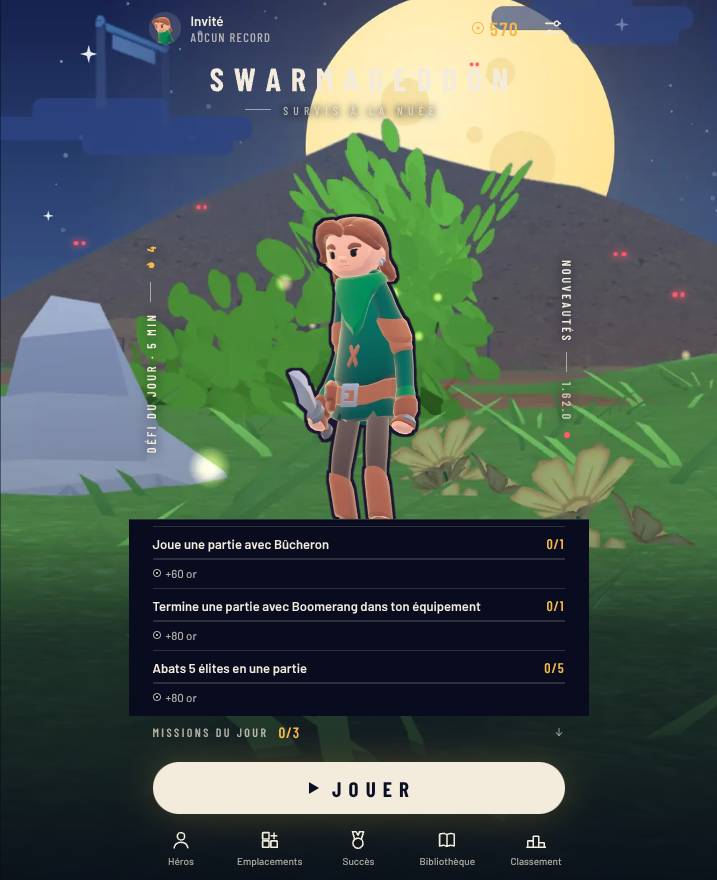 Invité
AUCUN RECORD
570
SWARMAGEDDON
SURVIS À LA NUÉE
DÉFI DU JOUR · 5 MIN — 4
NOUVEAUTÉS — 1.62.0
Joue une partie avec Bûcheron 0/1
+60 or
Termine une partie avec Boomerang dans ton équipement 0/1
+80 or
Abats 5 élites en une partie 0/5
+80 or
MISSIONS DU JOUR 0/3
JOUER
Héros Emplacements Succès Bibliothèque Classement